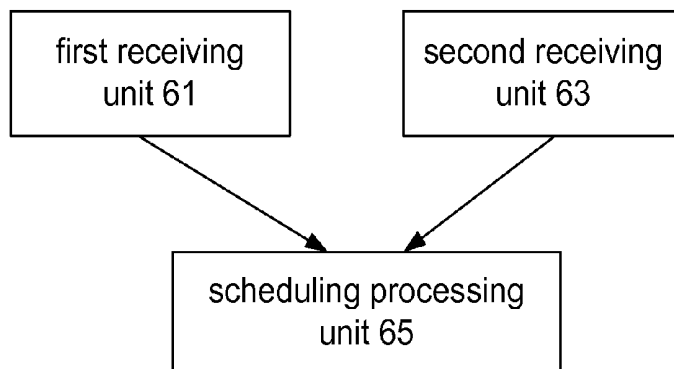 first receiving
unit 61
second receiving
unit 63
scheduling processing
unit 65